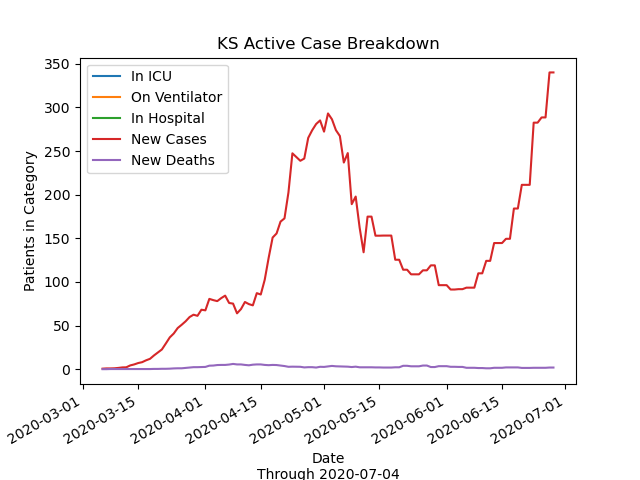 KS Active Case Breakdown
Patients in Category
350
300
250
200
150
100
50
0
In ICU
On Ventilator
In Hospital
New Cases
New Deaths
2020-03-01
2020-03-15
2020-04-01
2020-04-15
2020-05-01
2020-05-15
2020-06-01
2020-06-15
2020-07-01
Date
Through 2020-07-04